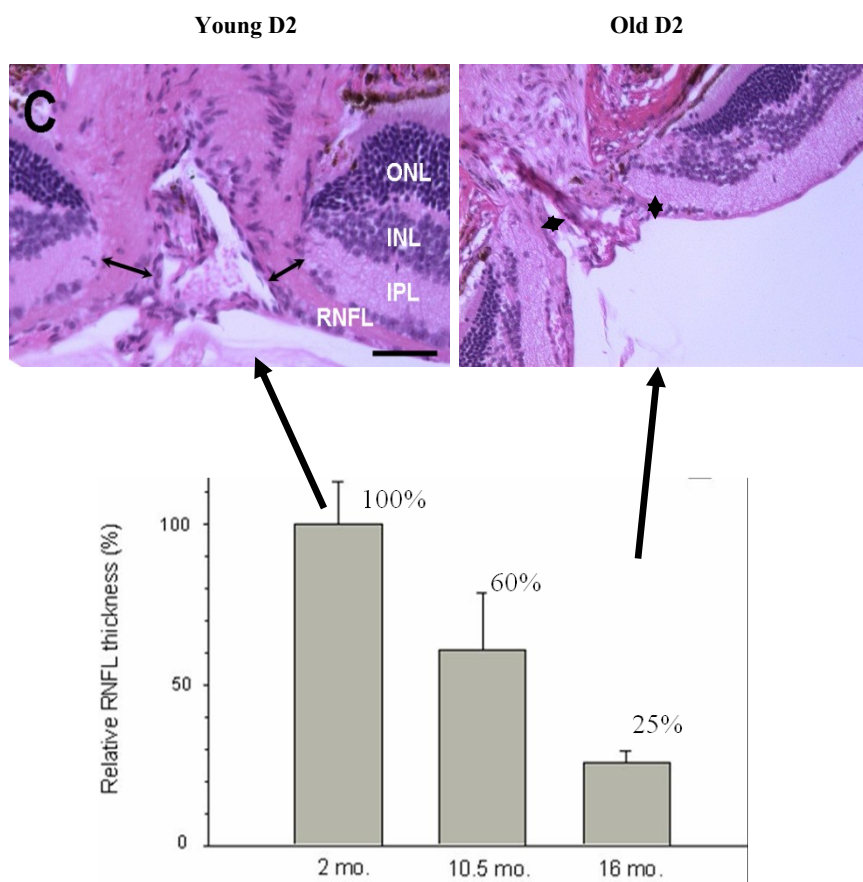 Young D2
Old D2
C
ONL
INL
IPL
RNFL
Relative RNFL thickness (%)
100
50
0
100%
60%
25%
2 mo.
10.5 mo.
16 mo.